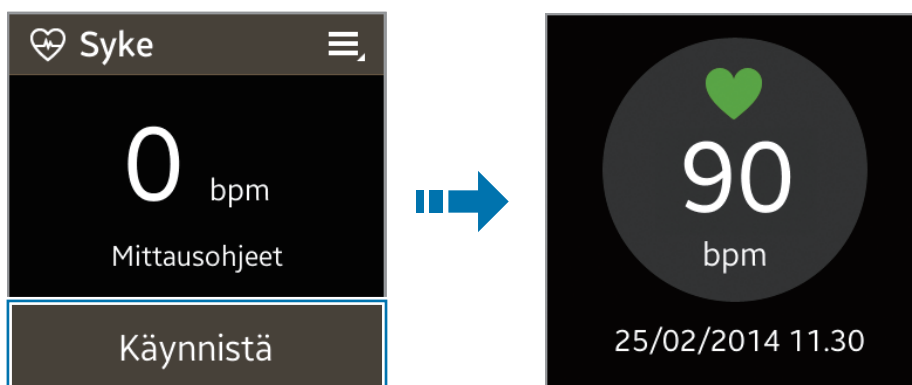 Syke
0 bpm
Mittausohjeet
Käynnistä
90
bpm
25/02/2014 11.30